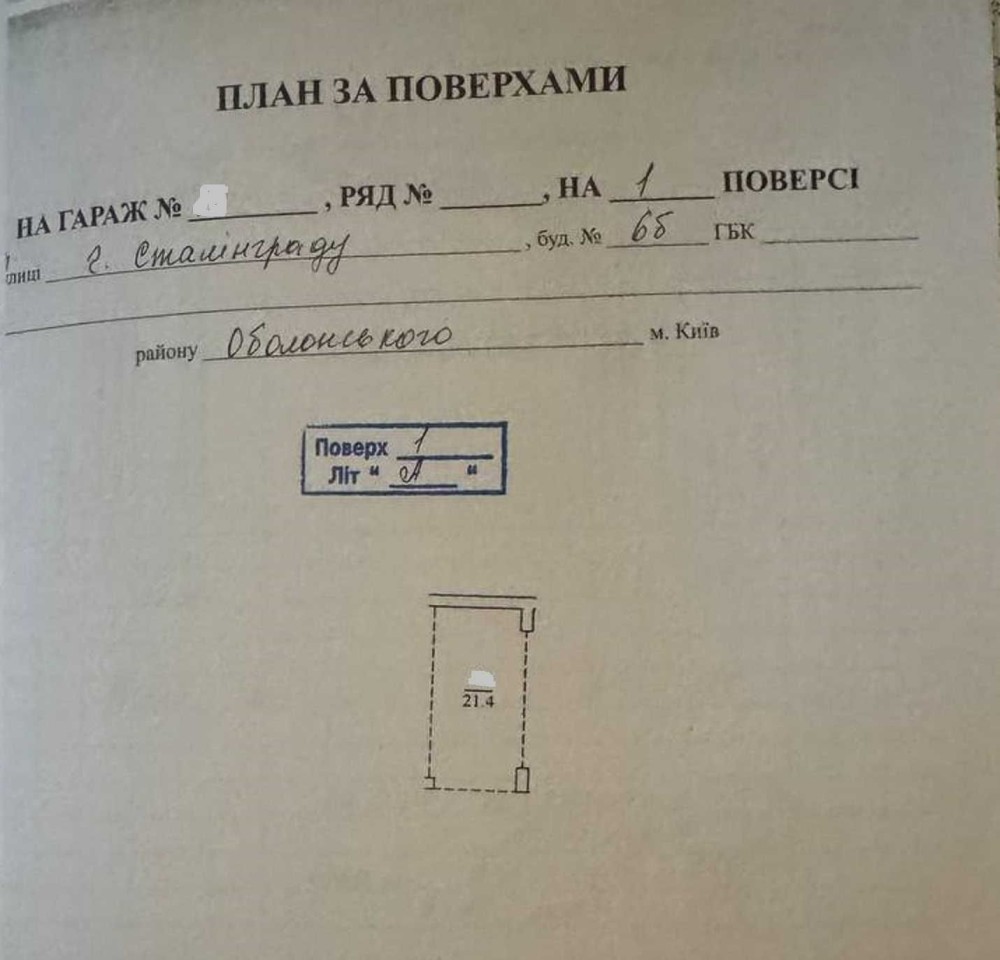 ПЛАН ЗА ПОВЕРХАМИ
НА ГАРАЖ № , РЯД № , НА 1 ПОВЕРСІ
г. Сталінграду , буд. № 6б ГБК
району Оболонського м. Київ
Поверх 1
Літ “ А “
21.4